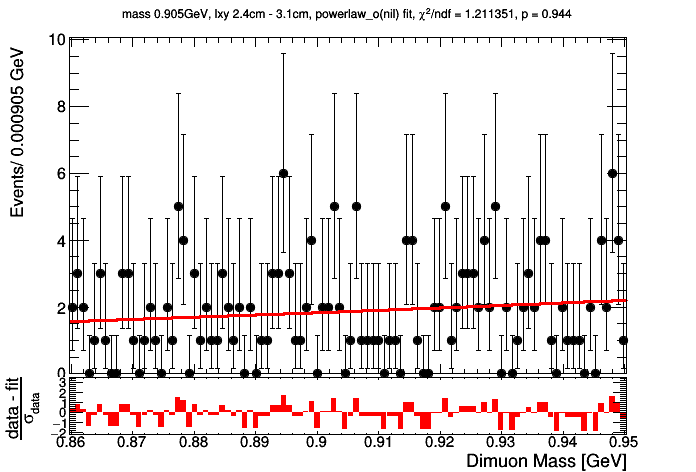 mass 0.905GeV, lxy 2.4cm - 3.1cm, powerlaw_o(nil) fit, χ²/ndf = 1.211351, p = 0.944
Events/ 0.000905 GeV
10
8
6
4
2
0
data - fit
σdata
3
2
1
0
−1
−2
0.86 0.87 0.88 0.89 0.9 0.91 0.92 0.93 0.94 0.95
Dimuon Mass [GeV]